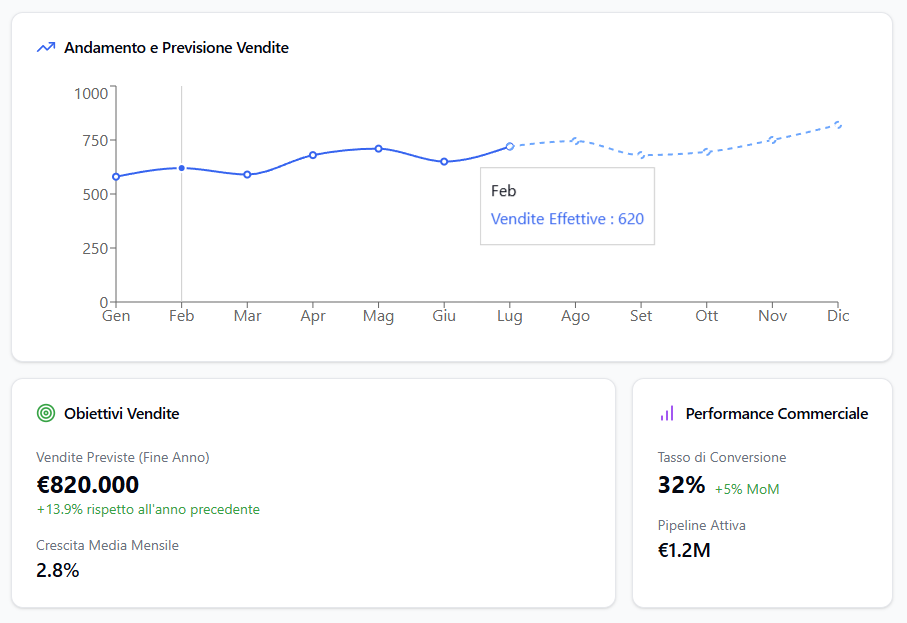 Andamento e Previsione Vendite
1000
750
500
250
0
Feb
Vendite Effettive : 620
Gen Feb Mar Apr Mag Giu Lug Ago Set Ott Nov Dic
Obiettivi Vendite
Vendite Previste (Fine Anno)
€820.000
+13.9% rispetto all'anno precedente
Crescita Media Mensile
2.8%
Performance Commerciale
Tasso di Conversione
32% +5% MoM
Pipeline Attiva
€1.2M